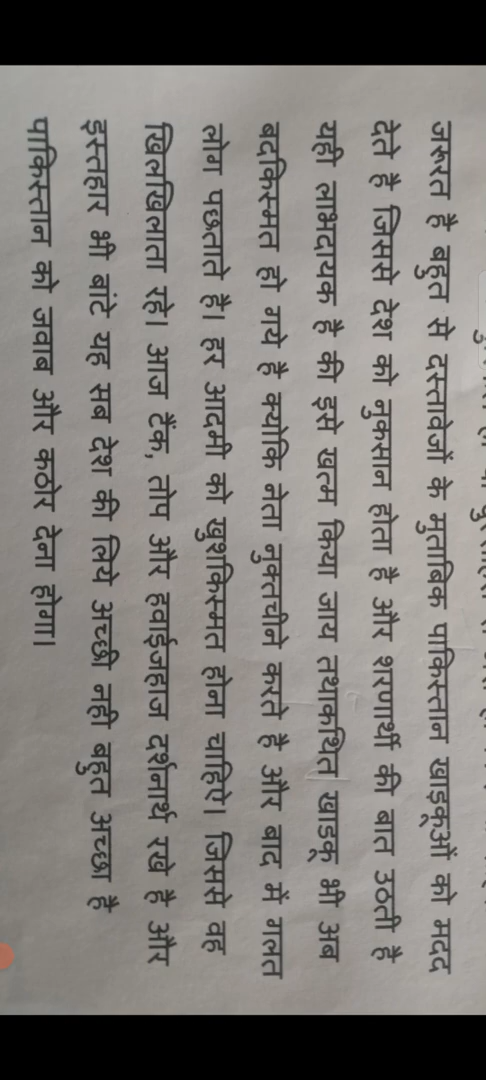 जरूरत है बहुत से दस्तावेजों के मुताबिक पाकिस्तान खाड़कूओं को मदद
देते है जिससे देश को नुकसान होता है और शरणार्थी की बात उठती है
यही लाभदायक है की इसे खत्म किया जाय तथाकथित खाड़कू भी अब
बदकिस्मत हो गये है क्योकि नेता नुक्तचीने करते है और बाद में गलत
लोग पछताते है। हर आदमी को खुशकिस्मत होना चाहिऐ। जिससे वह
खिलखिलाता रहे। आज टैंक, तोप और हवाईजहाज दर्शनार्थ रखे है और
इस्तहार भी बांटे यह सब देश की लिये अच्छी नही बहुत अच्छा है
पाकिस्तान को जवाब और कठोर देना होगा।